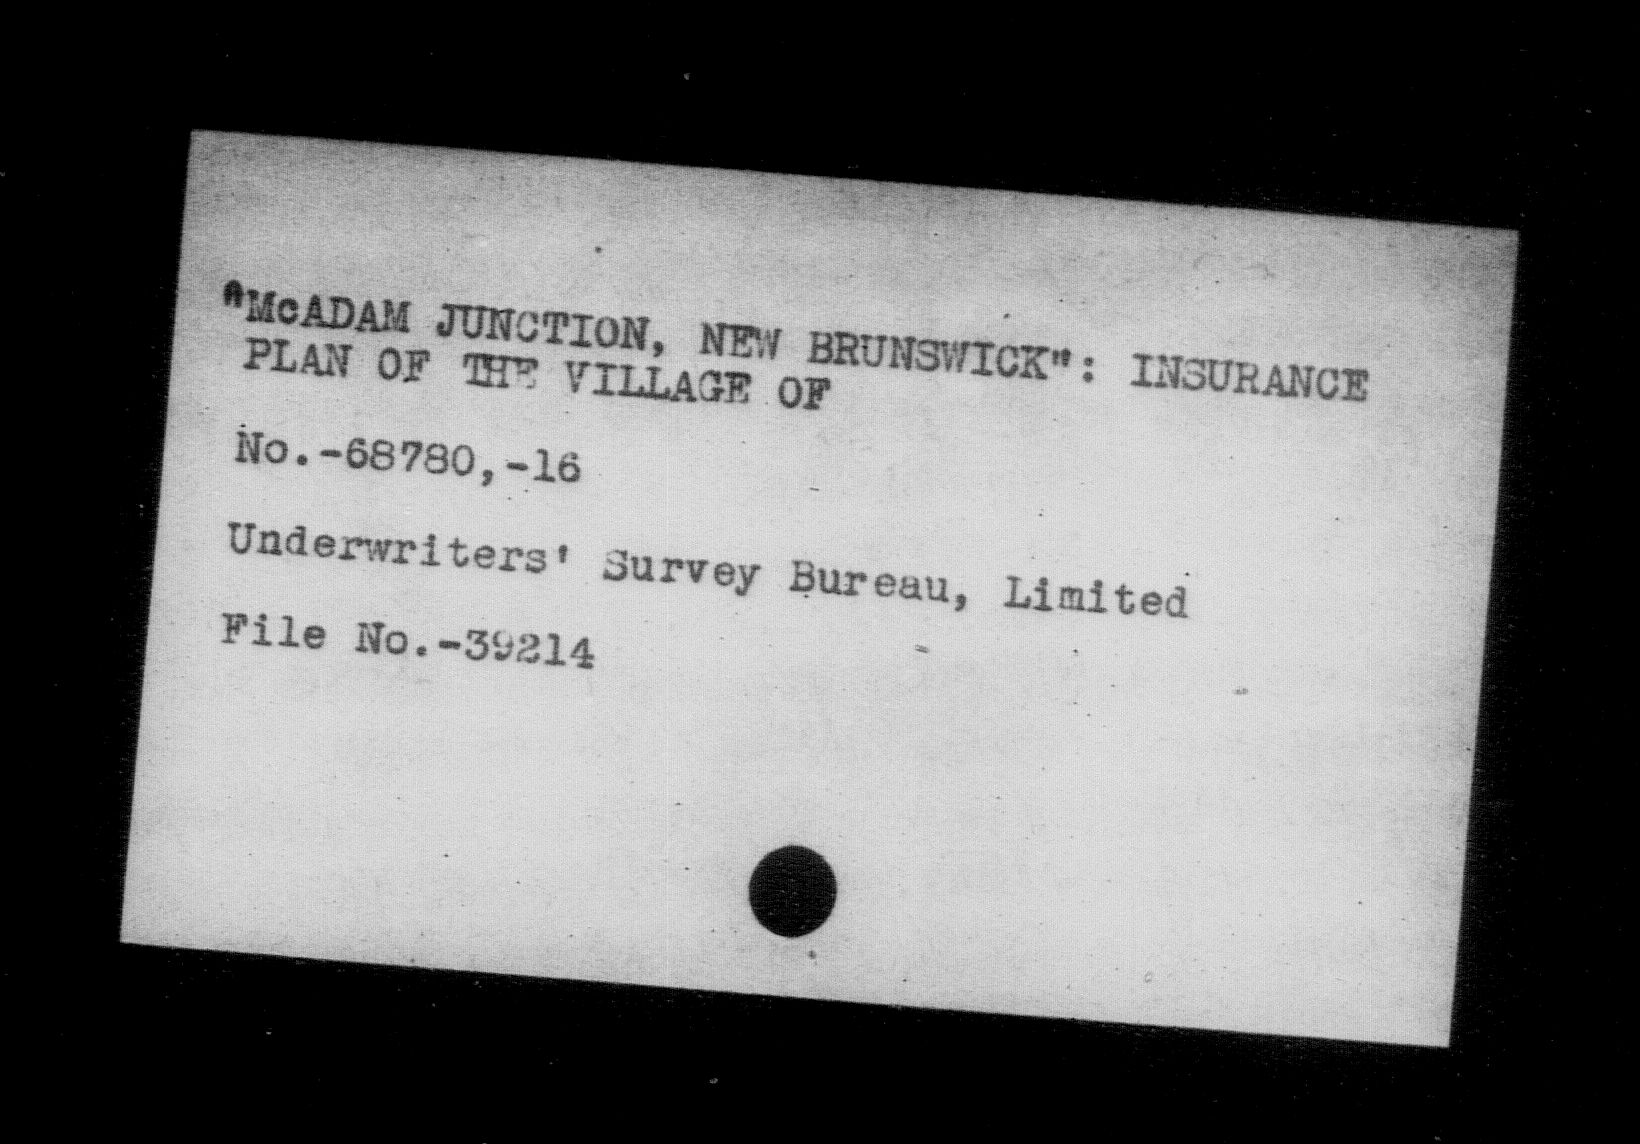 "McADAM JUNCTION, NEW BRUNSWICK": INSURANCE
PLAN OF THE VILLAGE OF
No.-68780,-16
Underwriters' Survey Bureau, Limited
File No.-39214